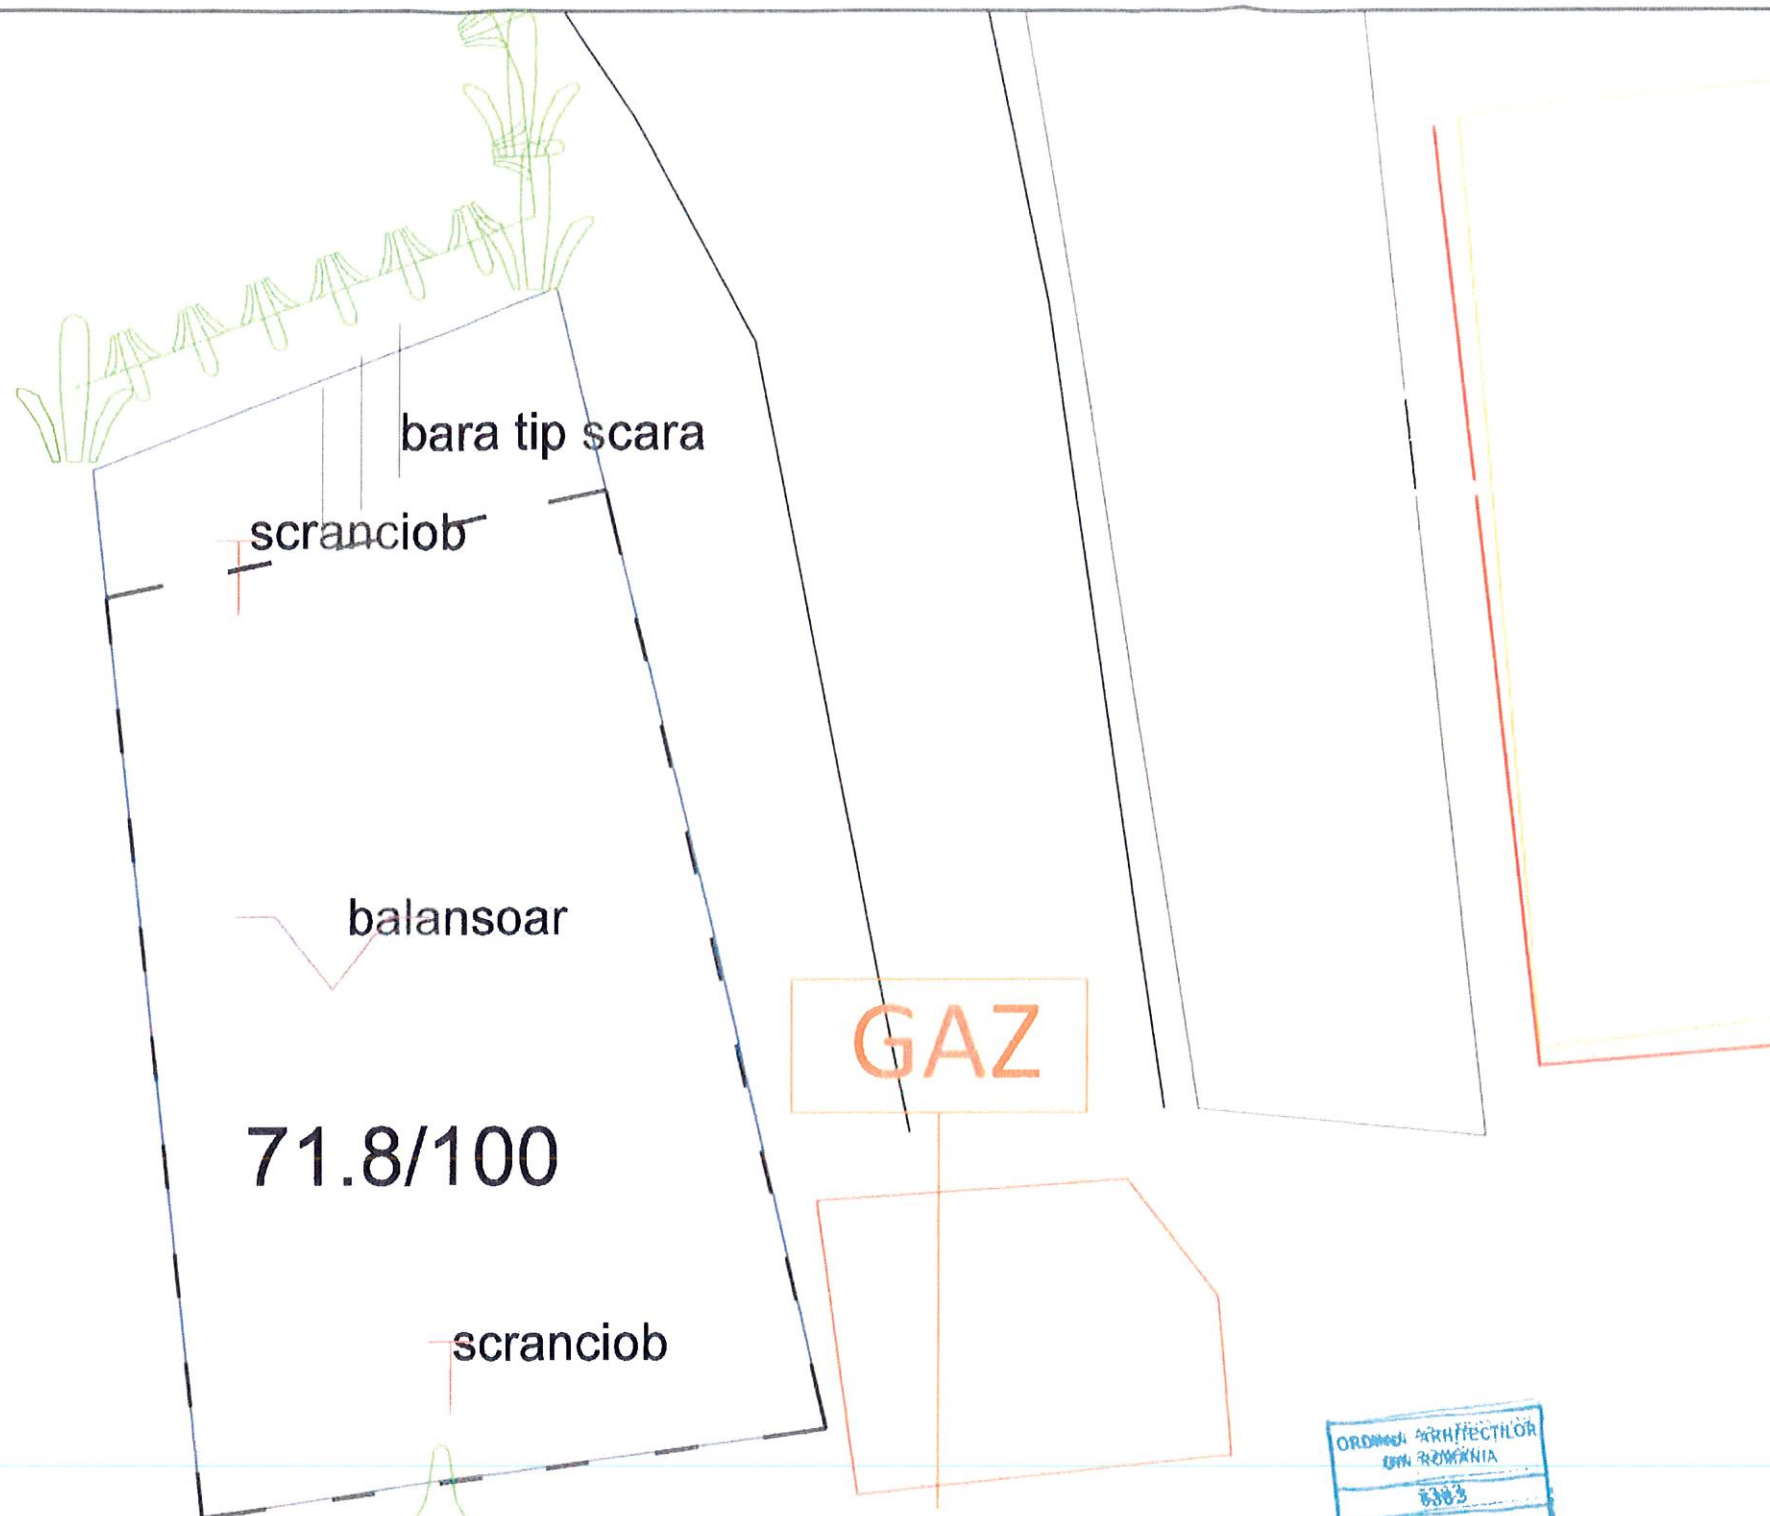 bara tip scara
scranciob
balansoar
GAZ
71.8/100
scranciob
ORDINUL ARHITECTILOR
DIN ROMANIA